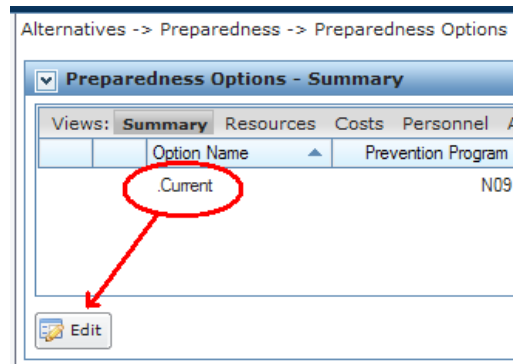 Alternatives -> Preparedness -> Preparedness Options
Preparedness Options - Summary
Views: Summary Resources Costs Personnel
Option Name Prevention Program
.Current N09
Edit